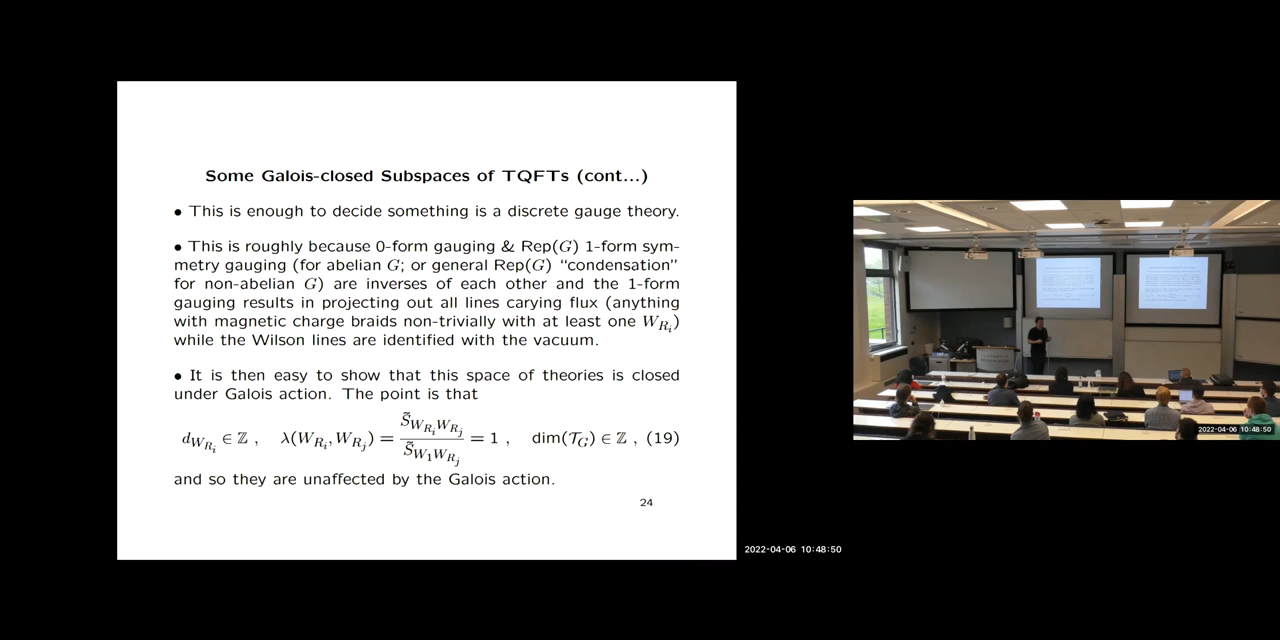 Some Galois-closed Subspaces of TQFTs (cont...)
• This is enough to decide something is a discrete gauge theory.
• This is roughly because 0-form gauging & Rep(G) 1-form sym-
metry gauging (for abelian G; or general Rep(G) “condensation”
for non-abelian G) are inverses of each other and the 1-form
gauging results in projecting out all lines carying flux (anything
with magnetic charge braids non-trivially with at least one W_{R_i})
while the Wilson lines are identified with the vacuum.
• It is then easy to show that this space of theories is closed
under Galois action. The point is that
d_{W_{R_i}} ∈ ℤ , λ(W_{R_i}, W_{R_j}) = \frac{S̃_{W_{R_i}W_{R_j}}}{S̃_{W_1W_{R_j}}} = 1 , dim(𝒯_G) ∈ ℤ , (19)
and so they are unaffected by the Galois action.
24
2022-04-06 10:48:50
2022-04-06 10:48:50